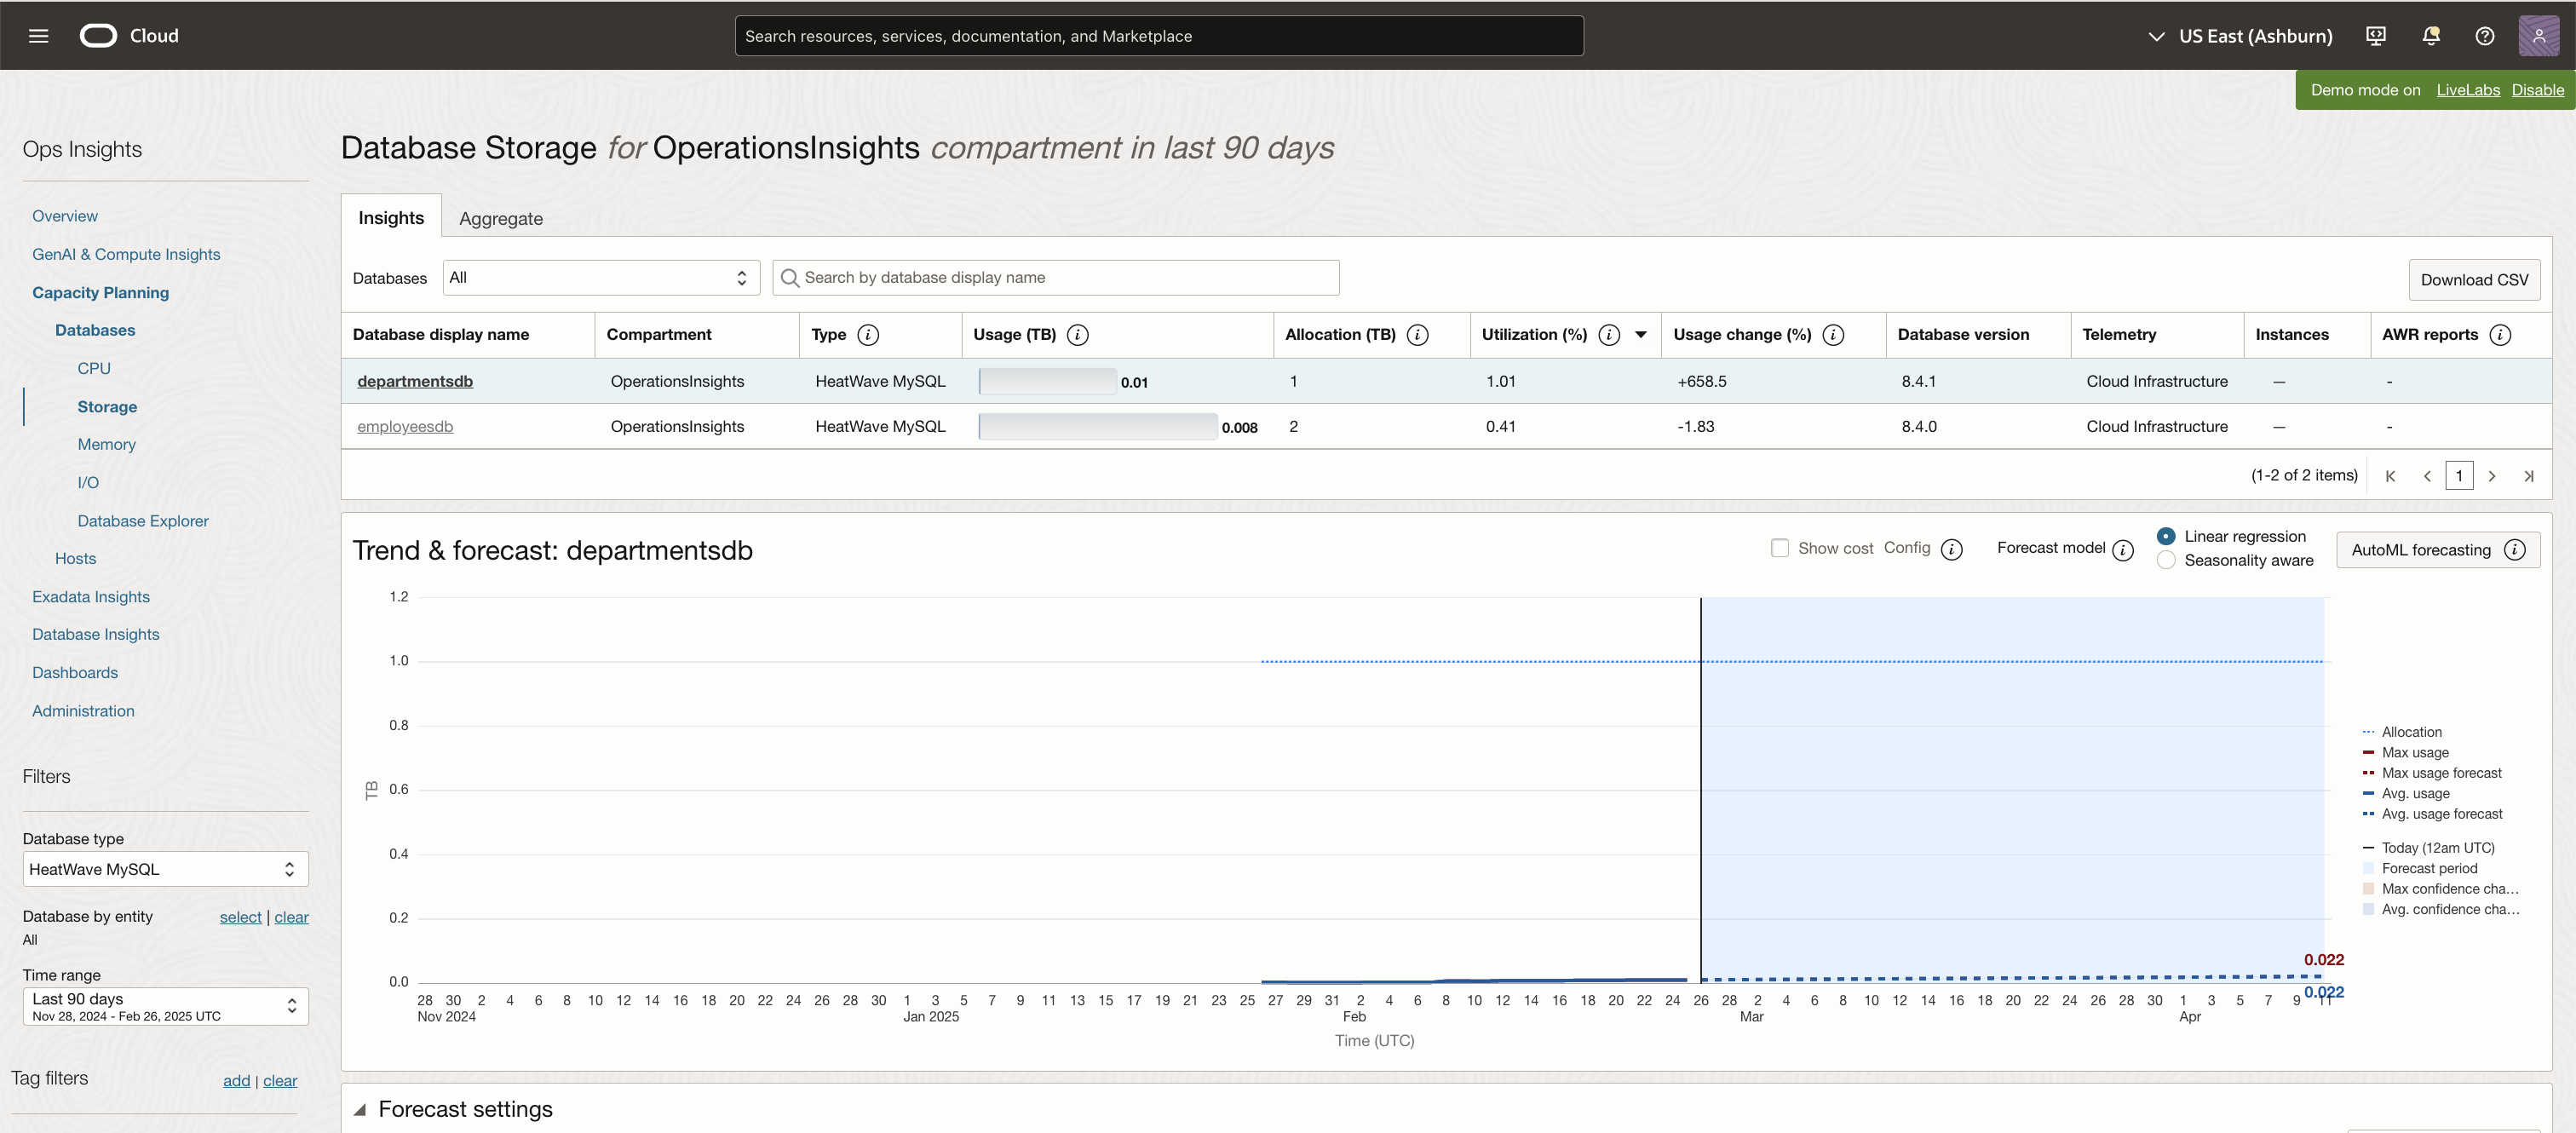 Cloud
Search resources, services, documentation, and Marketplace
US East (Ashburn)
Demo mode on LiveLabs Disable
Ops Insights
Overview
GenAI & Compute Insights
Capacity Planning
Databases
CPU
Storage
Memory
I/O
Database Explorer
Hosts
Exadata Insights
Database Insights
Dashboards
Administration
Filters
Database type
HeatWave MySQL
Database by entity select | clear
All
Time range
Last 90 days
Nov 28, 2024 - Feb 26, 2025 UTC
Tag filters add | clear
Database Storage for OperationsInsights compartment in last 90 days
Insights Aggregate
Databases All Search by database display name Download CSV
Database display name Compartment Type i Usage (TB) i Allocation (TB) i Utilization (%) i Usage change (%) i Database version Telemetry Instances AWR reports i
departmentsdb OperationsInsights HeatWave MySQL 0.01 1 1.01 +658.5 8.4.1 Cloud Infrastructure — -
employeesdb OperationsInsights HeatWave MySQL 0.008 2 0.41 -1.83 8.4.0 Cloud Infrastructure — -
(1-2 of 2 items) 1
Trend & forecast: departmentsdb
Show cost Config i Forecast model i
Linear regression
Seasonality aware
AutoML forecasting i
1.2
1.0
0.8
0.6
0.4
0.2
0.0
TB
0.022
0.022
28 30 2 4 6 8 10 12 14 16 18 20 22 24 26 28 30 1 3 5 7 9 11 13 15 17 19 21 23 25 27 29 31 2 4 6 8 10 12 14 16 18 20 22 24 26 28 2 4 6 8 10 12 14 16 18 20 22 24 26 28 30 1 3 5 7 9 11
Nov 2024 Jan 2025 Feb Mar Apr
Time (UTC)
Allocation
Max usage
Max usage forecast
Avg. usage
Avg. usage forecast
Today (12am UTC)
Forecast period
Max confidence cha...
Avg. confidence cha...
Forecast settings